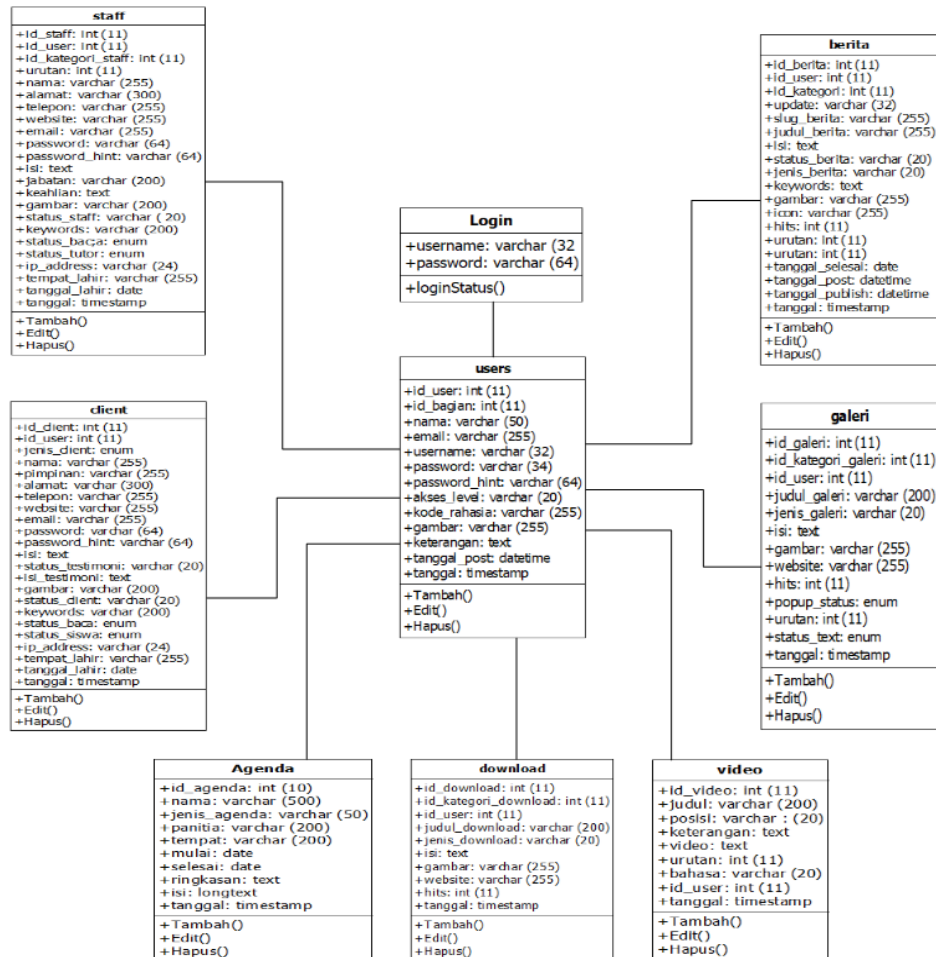 staff
+id_staff: int (11)
+id_user: int (11)
+id_kategori_staff: int (11)
+urutan: int (11)
+nama: varchar (255)
+alamat: varchar (300)
+telepon: varchar (255)
+website: varchar (255)
+email: varchar (255)
+password: varchar (64)
+password_hint: varchar (64)
+isi: text
+jabatan: varchar (200)
+keahlian: text
+gambar: varchar (200)
+status_staff: varchar ( 20)
+keywords: varchar (200)
+status_bac;a: enum
+status_tutor: enum
+ip_address: varchar (24)
+tempat_lahir: varchar (255)
+tanggal_lahir: date
+tanggal: timestamp
+Tambah()
+Edit()
+Hapus()
Login
+username: varchar (32
+password: varchar (64)
+loginStatus()
berita
+id_berita: int (11)
+id_user: int (11)
+id_kategori: int (11)
+update: varchar (32)
+slug_berita: varchar (255)
+judul_berita: varchar (255)
+isi: text
+status_berita: varchar (20)
+jenis_berita: varchar (20)
+keywords: text
+gambar: varchar (255)
+icon: varchar (255)
+hits: int (11)
+urutan: int (11)
+urutan: int (11)
+tanggal_selesai: date
+tanggal_post: datetime
+tanggal_publish: datetime
+tanggal: timestamp
+Tambah()
+Edit()
+Hapus()
client
+id_client: int (11)
+id_user: int (11)
+jenis_client: enum
+nama: varchar (255)
+pimpinan: varchar (255)
+alamat: varchar (300)
+telepon: varchar (255)
+website: varchar (255)
+email: varchar (255)
+password: varchar (64)
+password_hint: varchar (64)
+isi: text
+status_testimoni: varchar (20)
+isi_testimoni: text
+gambar: varchar (200)
+status_client: varchar (20)
+keywords: varchar (200)
+status_baca: enum
+status_siswa: enum
+ip_address: varchar (24)
+tempat_lahir: varchar (255)
+tanggal_lahir: date
+tanggal: timestamp
+Tambah()
+Edit()
+Hapus()
users
+id_user: int (11)
+id_bagian: int (11)
+nama: varchar (50)
+email: varchar (255)
+username: varchar (32)
+password: varchar (34)
+password_hint: varchar (64)
+akses_level: varchar (20)
+kode_rahasia: varchar (255)
+gambar: varchar (255)
+keterangan: text
+tanggal_post: datetime
+tanggal: timestamp
+Tambah()
+Edit()
+Hapus()
galeri
+id_galeri: int (11)
+id_kategori_galeri: int (11)
+id_user: int (11)
+judul_galeri: varchar (200)
+jenis_galeri: varchar (20)
+isi: text
+gambar: varchar (255)
+website: varchar (255)
+hits: int (11)
+popup_status: enum
+urutan: int (11)
+status_text: enum
+tanggal: timestamp
+Tambah()
+Edit()
+Hapus()
Agenda
+id_agenda: int (10)
+nama: varchar (500)
+jenis_agenda: varchar (50)
+panitia: varchar (200)
+tempat: varchar (200)
+mulai: date
+selesai: date
+ringkasan: text
+isi: longtext
+tanggal: timestamp
+Tambah()
+Edit()
+Hapus()
download
+id_download: int (11)
+id_kategori_download: int (11)
+id_user: int (11)
+judul_download: varchar (200)
+jenis_download: varchar (20)
+isi: text
+gambar: varchar (255)
+website: varchar (255)
+hits: int (11)
+tanggal: timestamp
+Tambah()
+Edit()
+Hapus()
video
+id_video: int (11)
+judul: varchar (200)
+posisi: varchar : (20)
+keterangan: text
+video: text
+urutan: int (11)
+bahasa: varchar (20)
+id_user: int (11)
+tanggal: timestamp
+Tambah()
+Edit()
+Hapus()